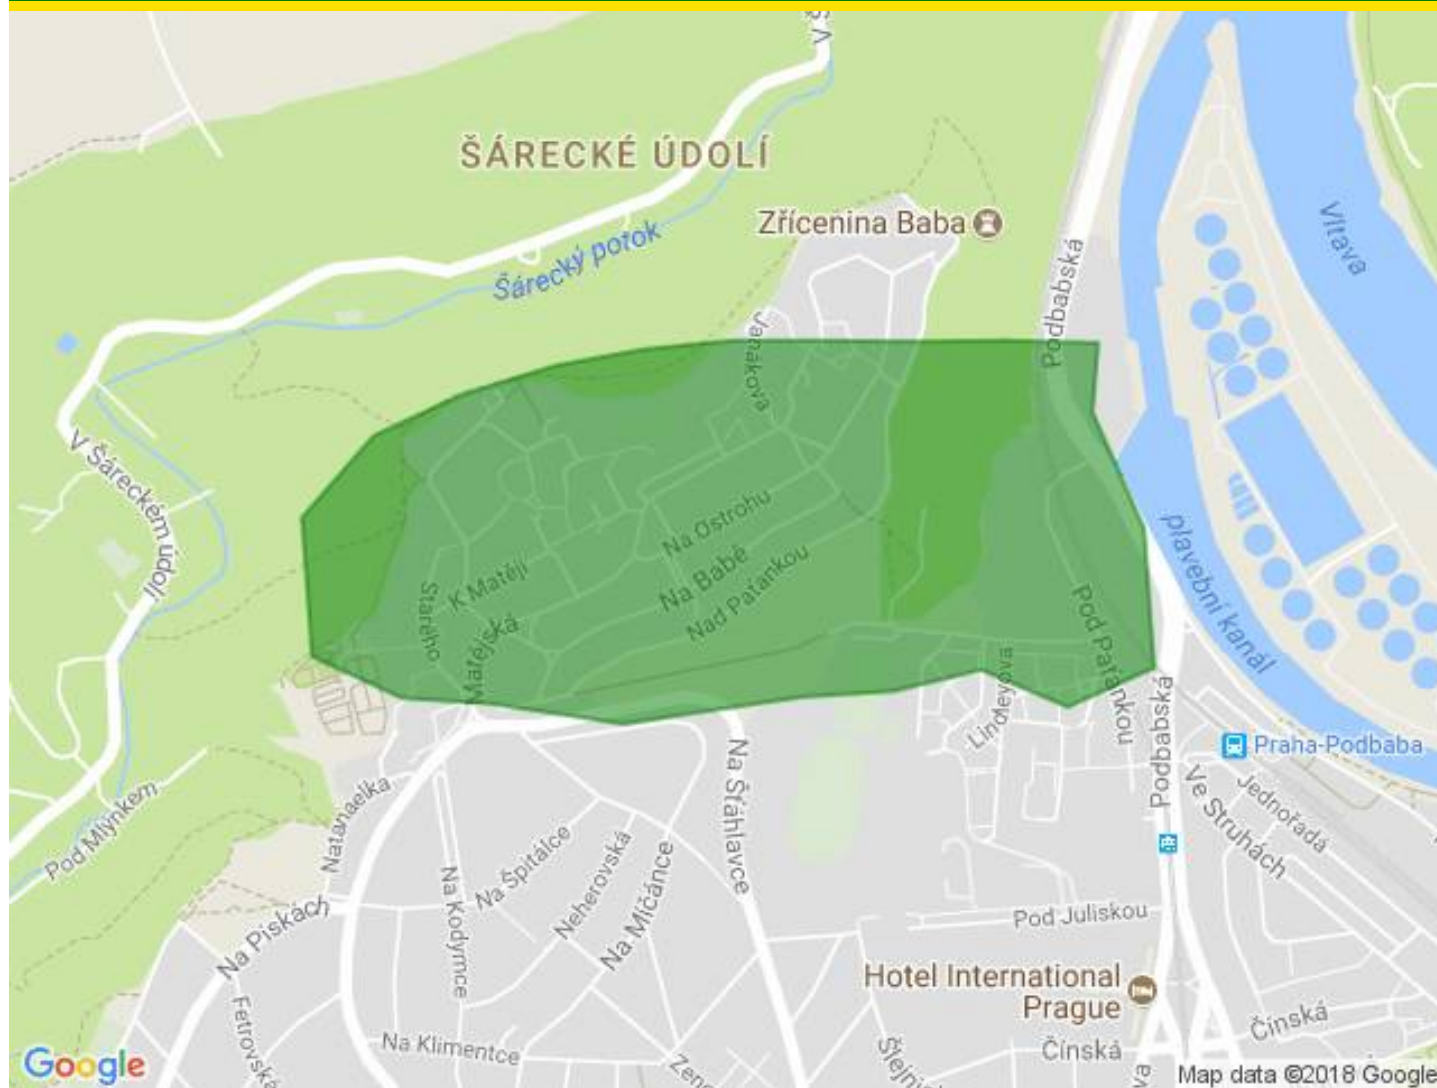 V Š
ŠÁRECKÉ ÚDOLÍ
Zřícenina Baba
Vltava
Šárecký potok
Podbabská
Janákova
V Šáreckém údolí
Na Ostrohu
plavební kanál
K Matěji
Na Babě
Starého
Nad Paťankou
Pod Paťankou
Matějská
Lindleyova
Podbabská
Praha-Podbaba
Na Šťáhlavce
Ve Struhách
Jednořadá
Pod Mlýnkem
Natanaelka
Na Špitálce
Neherovská
Na Kodymce
Na Míčánce
Na Pískách
Pod Juliskou
Hotel International
Prague
Fetrovská
Na Klimentce
Čínská
Čínská
Google
Map data ©2018 Google